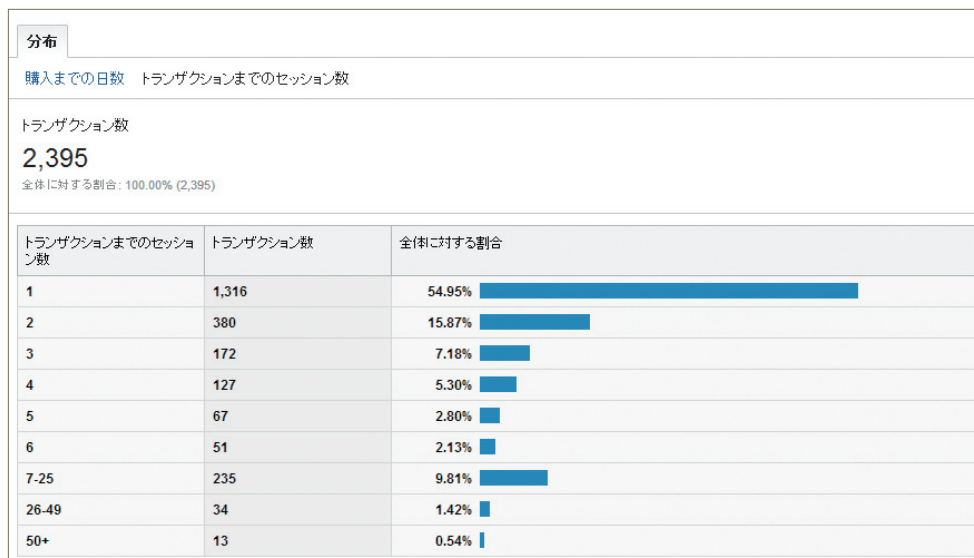 分布
購入までの日数 トランザクションまでのセッション数
トランザクション数
2,395
全体に対する割合: 100.00% (2,395)
トランザクションまでのセッショ
ン数 トランザクション数 全体に対する割合
1 1,316 54.95%
2 380 15.87%
3 172 7.18%
4 127 5.30%
5 67 2.80%
6 51 2.13%
7-25 235 9.81%
26-49 34 1.42%
50+ 13 0.54%